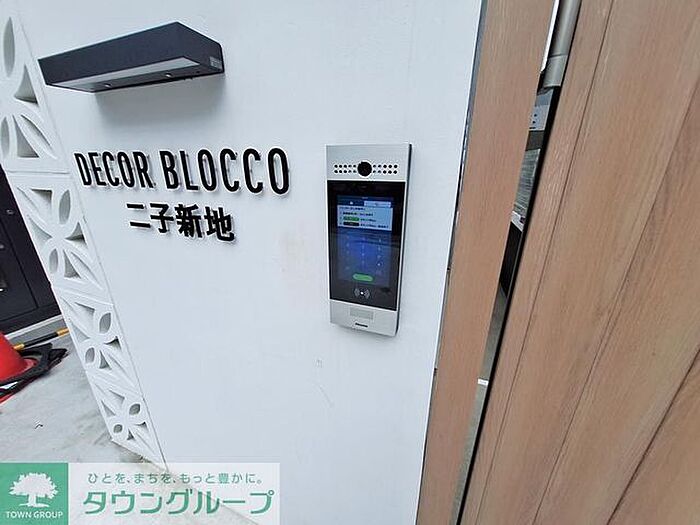 DECOR BLOCCO
二子新地
ひとを、まちを、もっと豊かに。
タウングループ
TOWN GROUP